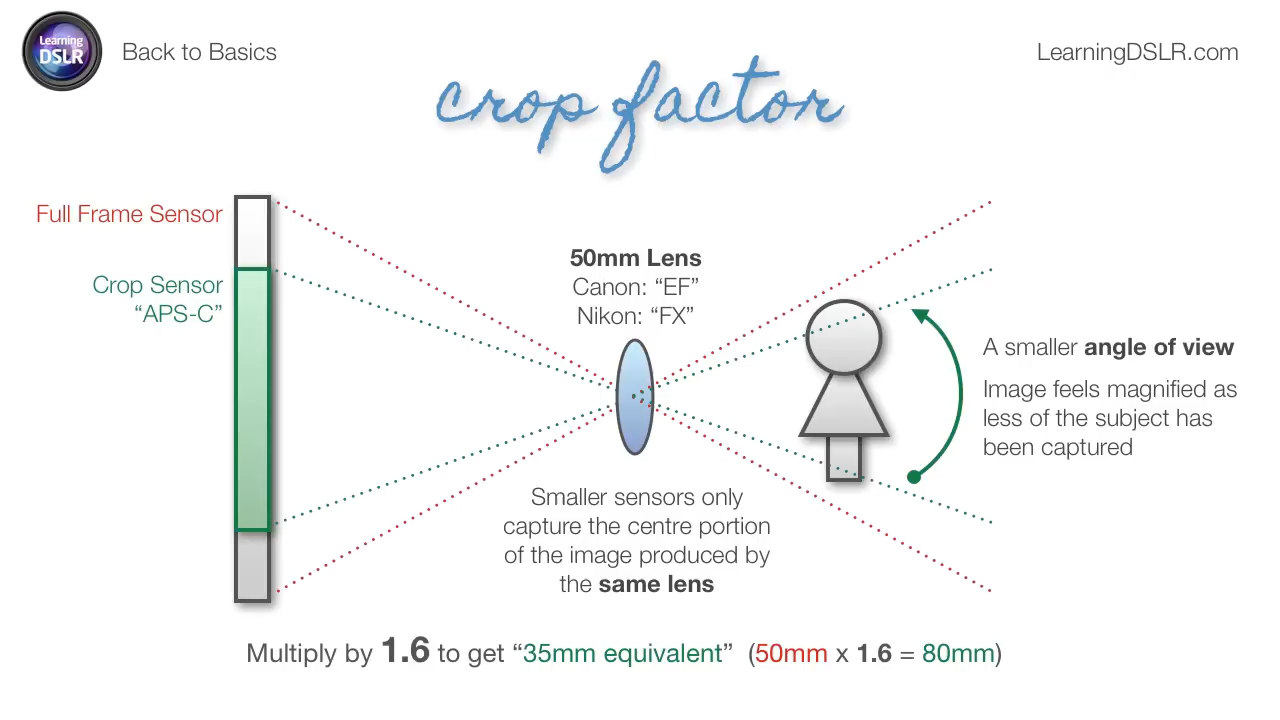 Learning
DSLR
Back to Basics
LearningDSLR.com
crop factor
Full Frame Sensor
Crop Sensor
“APS-C”
50mm Lens
Canon: “EF”
Nikon: “FX”
A smaller angle of view
Image feels magnified as
less of the subject has
been captured
Smaller sensors only
capture the centre portion
of the image produced by
the same lens
Multiply by 1.6 to get “35mm equivalent” (50mm x 1.6 = 80mm)